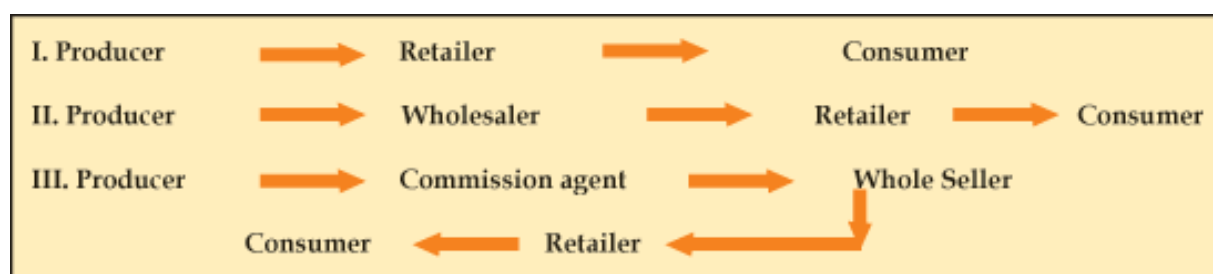 I. Producer Retailer Consumer
II. Producer Wholesaler Retailer Consumer
III. Producer Commission agent Whole Seller
Consumer Retailer